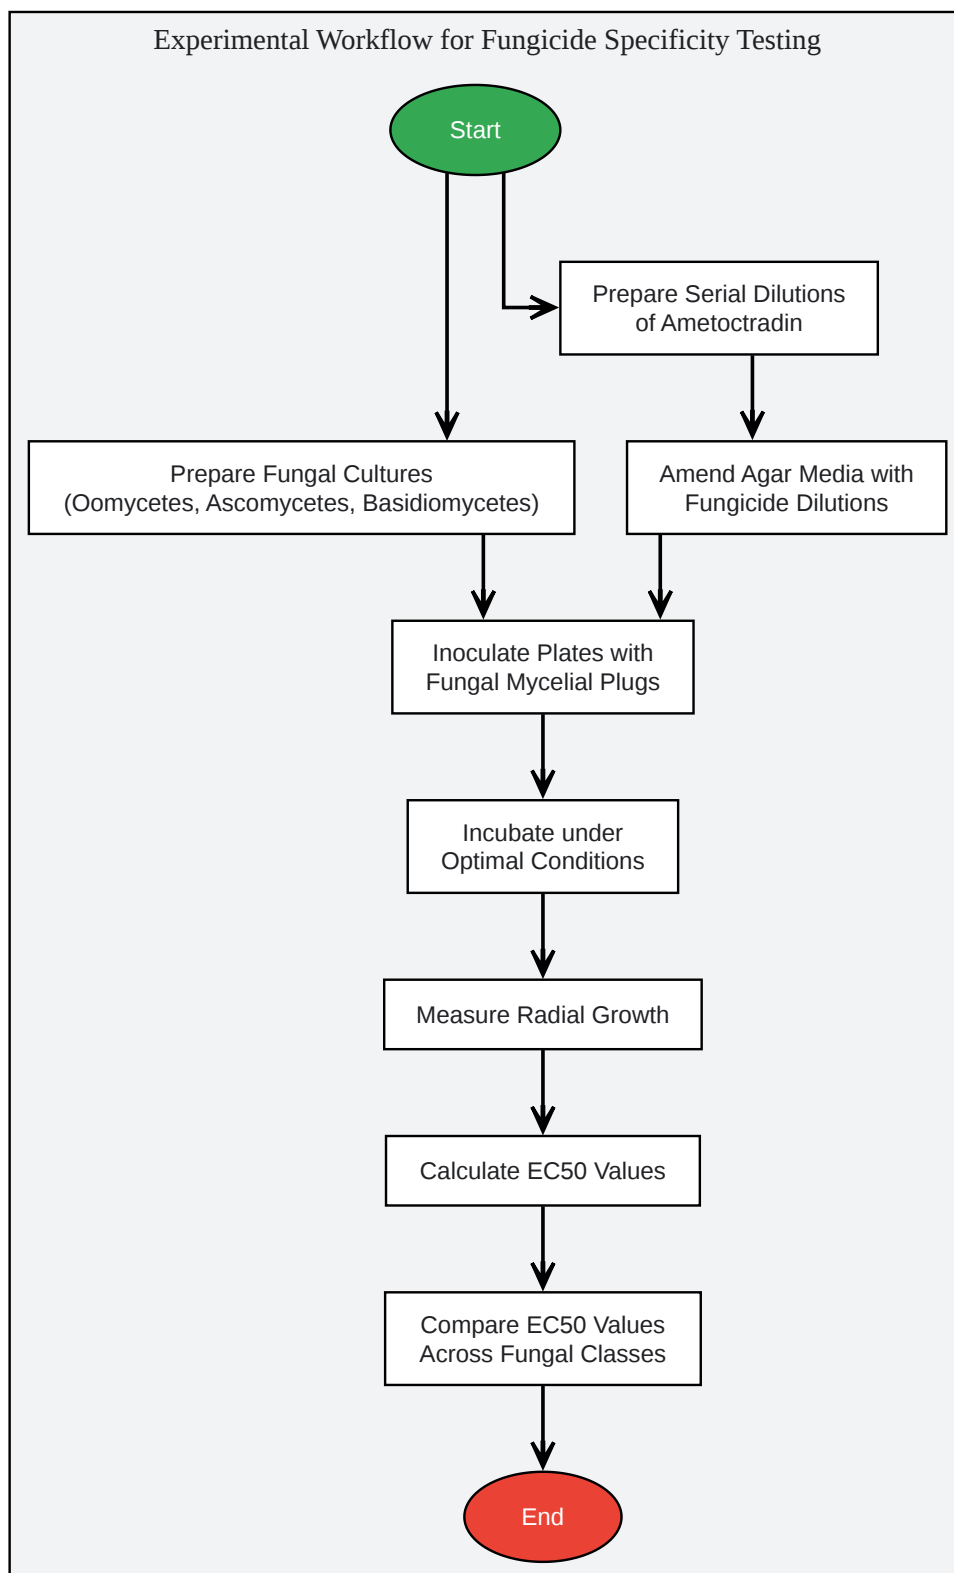 Experimental Workflow for Fungicide Specificity Testing
Start
Prepare Serial Dilutions
of Ametoctradin
Prepare Fungal Cultures
(Oomycetes, Ascomycetes, Basidiomycetes)
Amend Agar Media with
Fungicide Dilutions
Inoculate Plates with
Fungal Mycelial Plugs
Incubate under
Optimal Conditions
Measure Radial Growth
Calculate EC50 Values
Compare EC50 Values
Across Fungal Classes
End